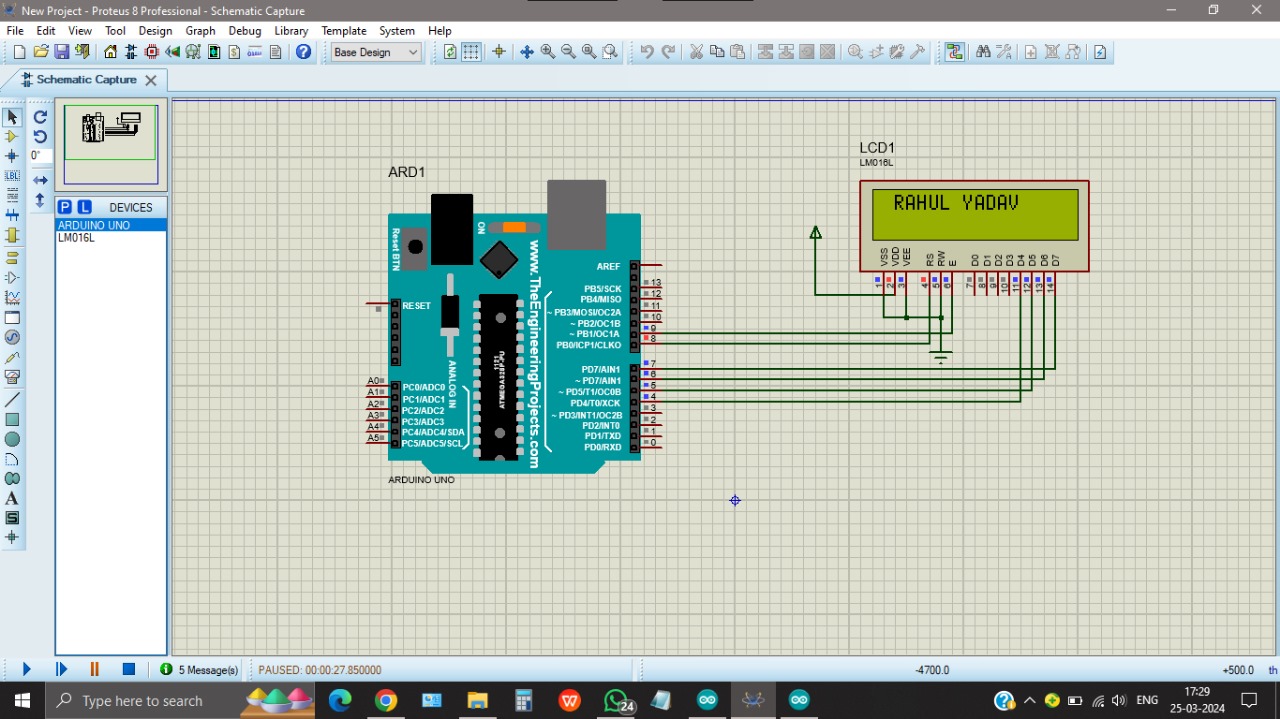 New Project - Proteus 8 Professional - Schematic Capture
File Edit View Tool Design Graph Debug Library Template System Help
Base Design
Schematic Capture
0°
P L DEVICES
ARDUINO UNO
LM016L
LBL
A
S
ARD1
Reset BTN
ON
www.TheEngineeringProjects.com
RESET
ANALOG IN
ATMEGA328P-PU
1121
AREF
PB5/SCK 13
PB4/MISO 12
~ PB3/MOSI/OC2A 11
~ PB2/OC1B 10
~ PB1/OC1A 9
PB0/ICP1/CLKO 8
PD7/AIN1 7
~ PD7/AIN1 6
~ PD5/T1/OC0B 5
PD4/T0/XCK 4
~ PD3/INT1/OC2B 3
PD2/INT0 2
PD1/TXD 1
PD0/RXD 0
A0 PC0/ADC0
A1 PC1/ADC1
A2 PC2/ADC2
A3 PC3/ADC3
A4 PC4/ADC4/SDA
A5 PC5/ADC5/SCL
ARDUINO UNO
LCD1
LM016L
RAHUL YADAV
VSS VDD VEE RS RW E D0 D1 D2 D3 D4 D5 D6 D7
1 2 3 4 5 6 7 8 9 10 11 12 13 14
5 Message(s) PAUSED: 00:00:27.850000 -4700.0 +500.0 th
Type here to search
24
ENG
17:29
25-03-2024